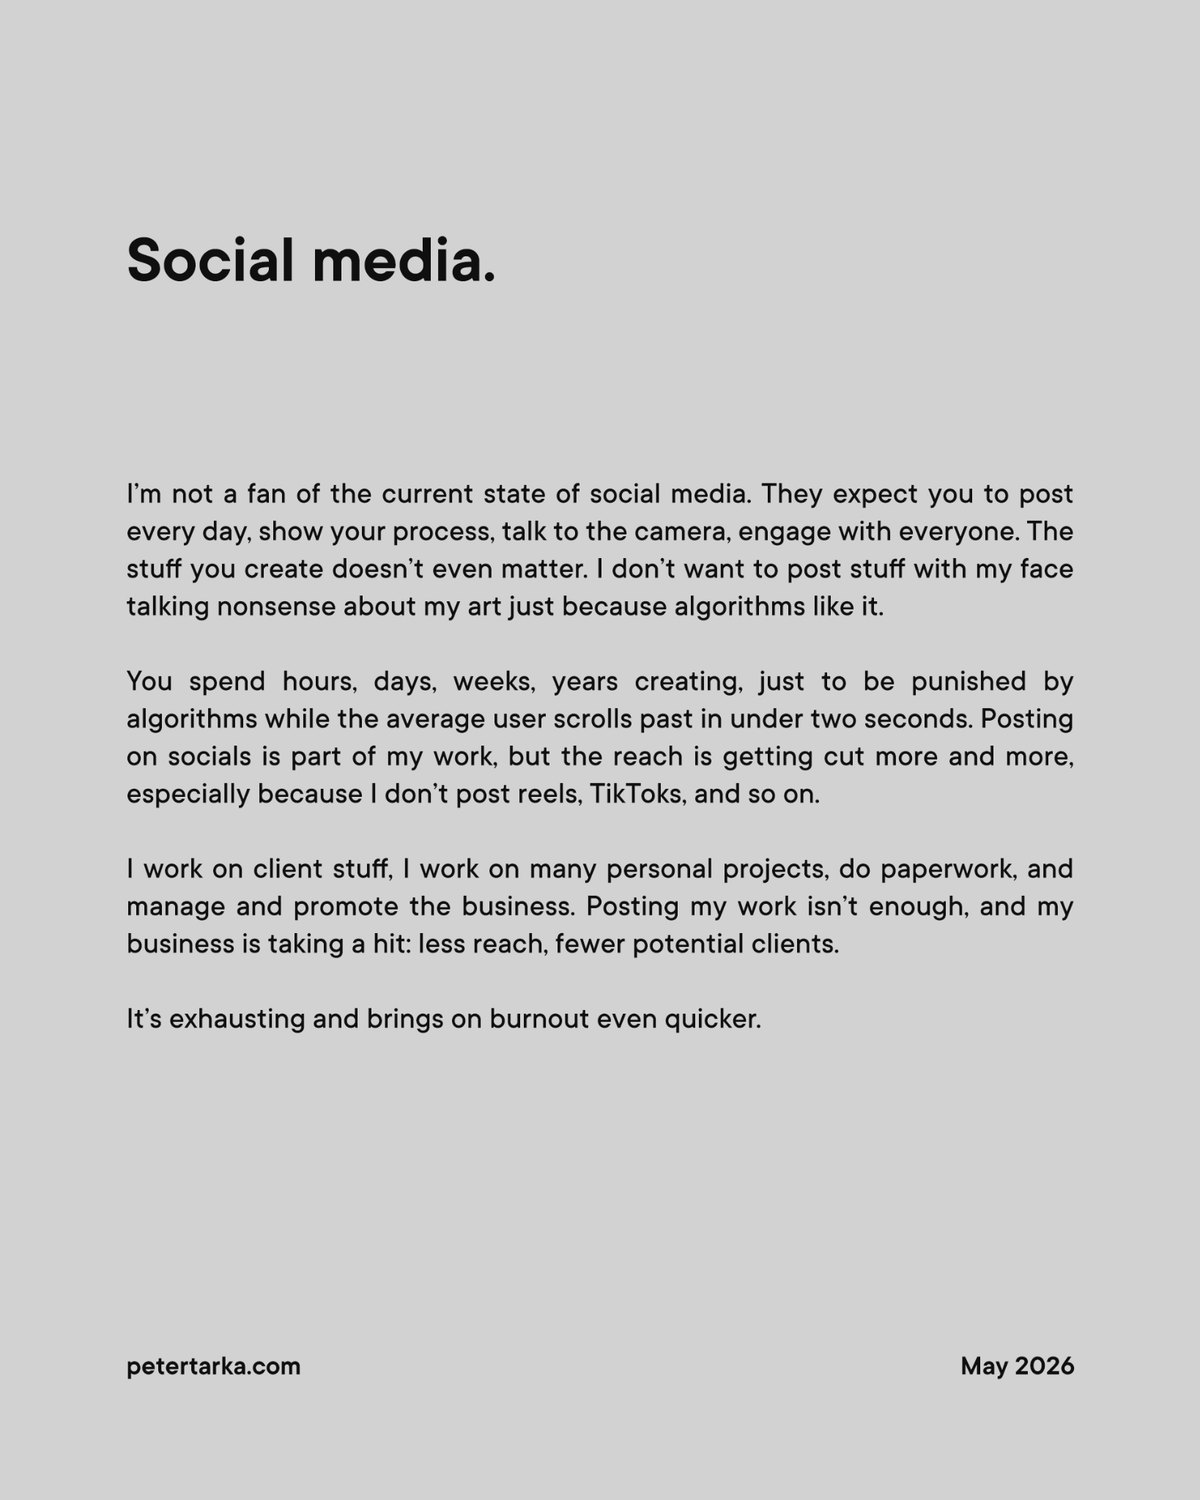 Social media.
I’m not a fan of the current state of social media. They expect you to post
every day, show your process, talk to the camera, engage with everyone. The
stuff you create doesn’t even matter. I don’t want to post stuff with my face
talking nonsense about my art just because algorithms like it.
You spend hours, days, weeks, years creating, just to be punished by
algorithms while the average user scrolls past in under two seconds. Posting
on socials is part of my work, but the reach is getting cut more and more,
especially because I don’t post reels, TikToks, and so on.
I work on client stuff, I work on many personal projects, do paperwork, and
manage and promote the business. Posting my work isn’t enough, and my
business is taking a hit: less reach, fewer potential clients.
It’s exhausting and brings on burnout even quicker.
petertarka.com
May 2026